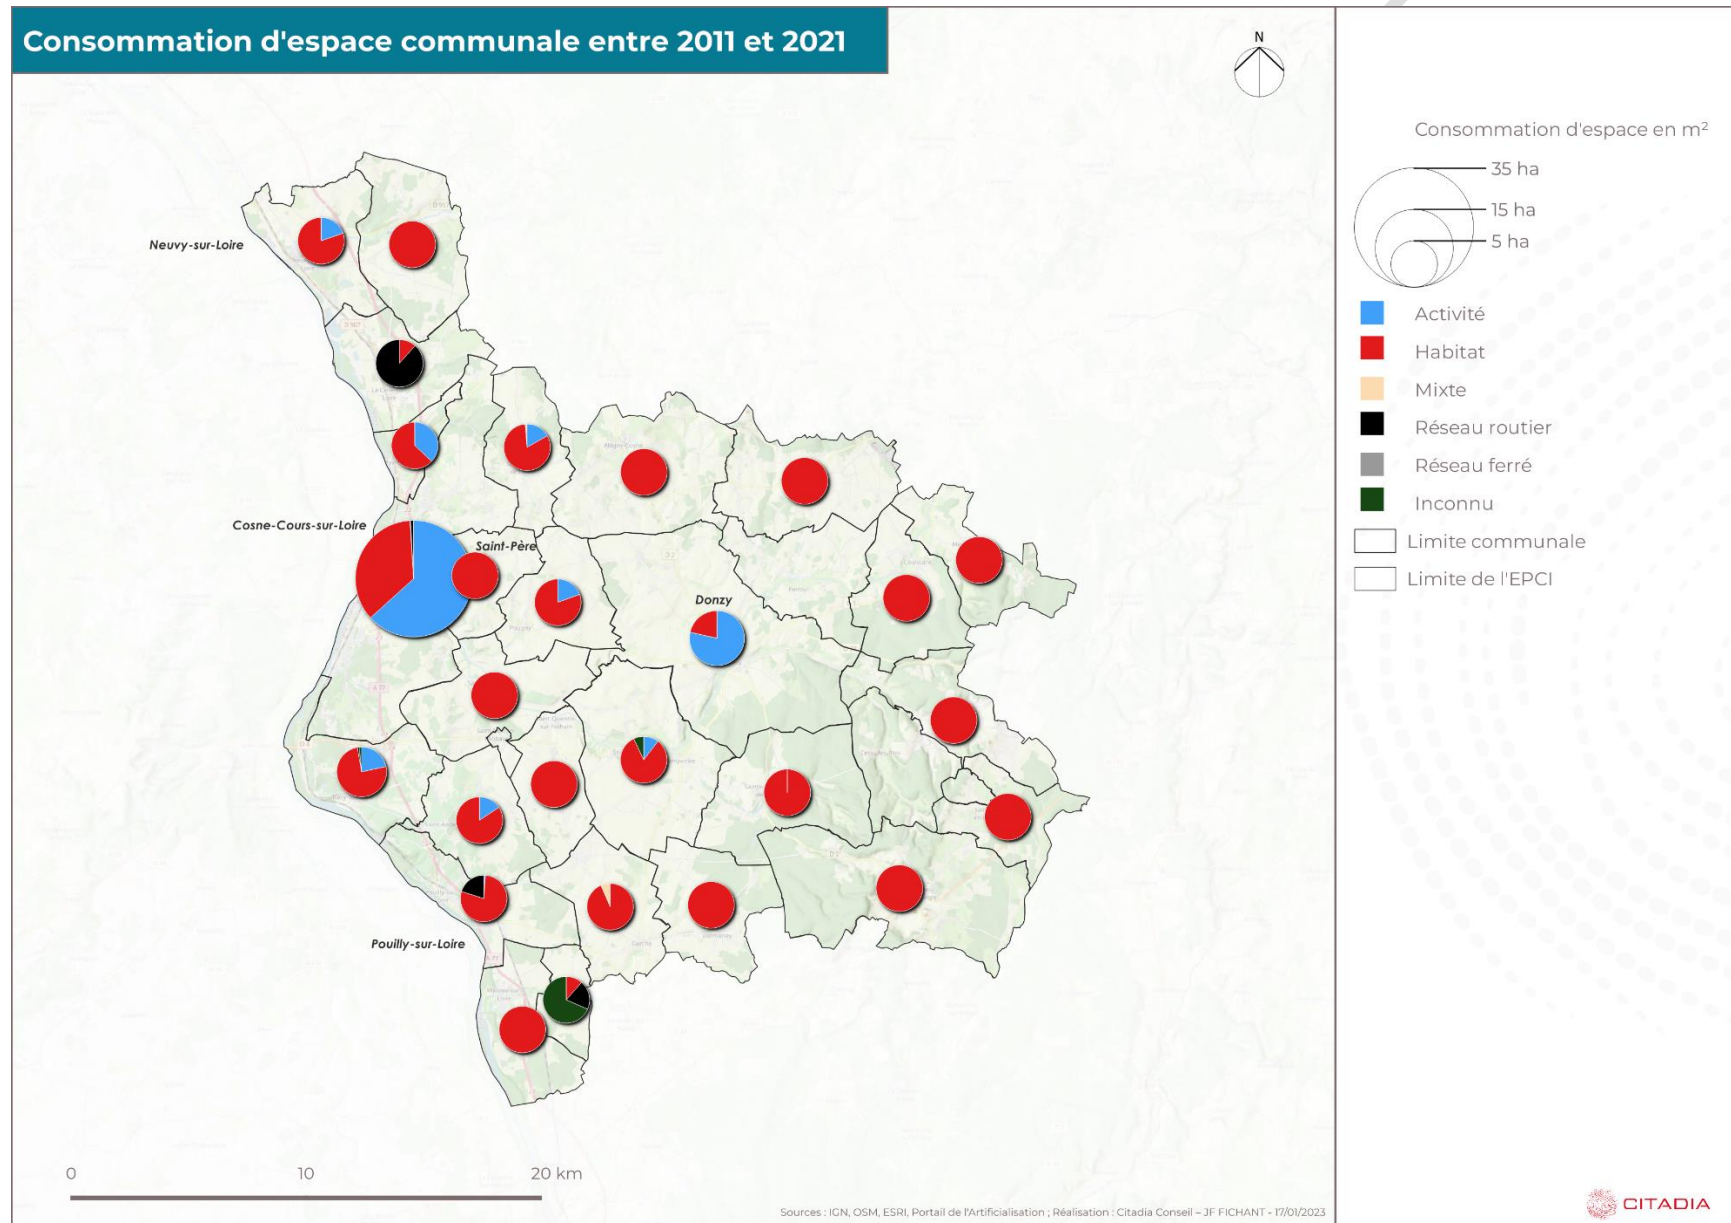 Consommation d'espace communale entre 2011 et 2021
N
Consommation d'espace en m²
35 ha
15 ha
5 ha
Activité
Habitat
Mixte
Réseau routier
Réseau ferré
Inconnu
Limite communale
Limite de l'EPCI
Neuvy-sur-Loire
Cosne-Cours-sur-Loire
Saint-Père
Donzy
Pouilly-sur-Loire
0 10 20 km
Sources : IGN, OSM, ESRI, Portail de l'Artificialisation ; Réalisation : Citadia Conseil – JF FICHANT - 17/01/2023
CITADIA